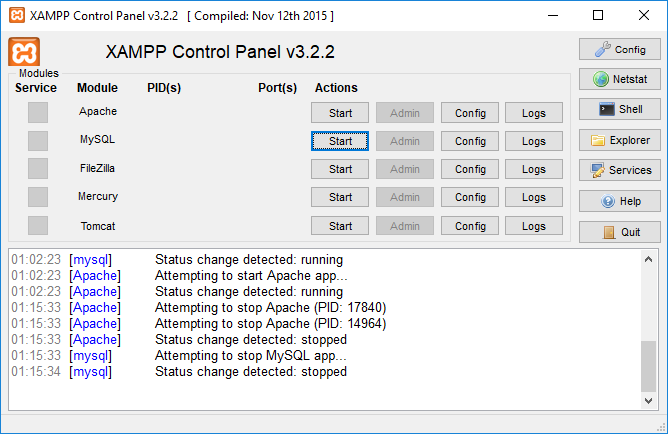 XAMPP Control Panel v3.2.2 [ Compiled: Nov 12th 2015 ]
XAMPP Control Panel v3.2.2
Config
Modules
Service Module PID(s) Port(s) Actions
Netstat
Apache Start Admin Config Logs
Shell
MySQL Start Admin Config Logs
Explorer
FileZilla Start Admin Config Logs
Services
Mercury Start Admin Config Logs
Help
Tomcat Start Admin Config Logs
Quit
01:02:23 [mysql] Status change detected: running
01:02:23 [Apache] Attempting to start Apache app...
01:02:23 [Apache] Status change detected: running
01:15:33 [Apache] Attempting to stop Apache (PID: 17840)
01:15:33 [Apache] Attempting to stop Apache (PID: 14964)
01:15:33 [Apache] Status change detected: stopped
01:15:33 [mysql] Attempting to stop MySQL app...
01:15:34 [mysql] Status change detected: stopped